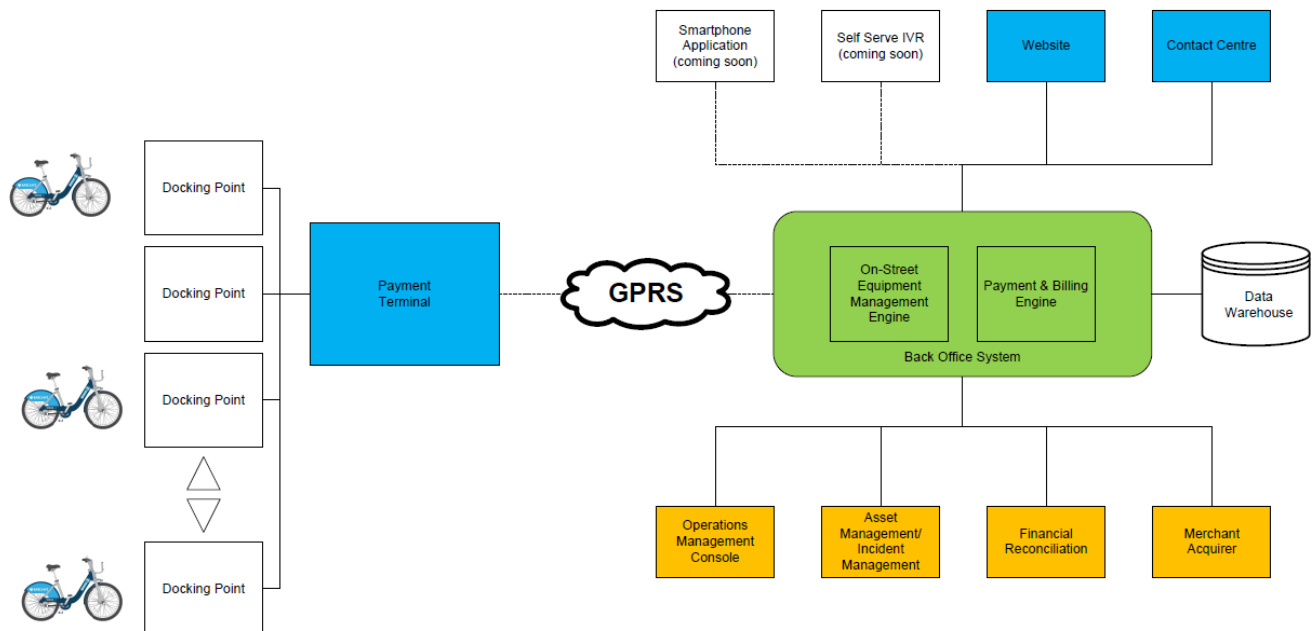 Smartphone
Application
(coming soon)
Self Serve IVR
(coming soon)
Website
Contact Centre
Docking Point
Docking Point
Docking Point
Docking Point
Payment
Terminal
GPRS
On-Street
Equipment
Management
Engine
Payment & Billing
Engine
Back Office System
Data
Warehouse
Operations
Management
Console
Asset
Management/
Incident
Management
Financial
Reconciliation
Merchant
Acquirer